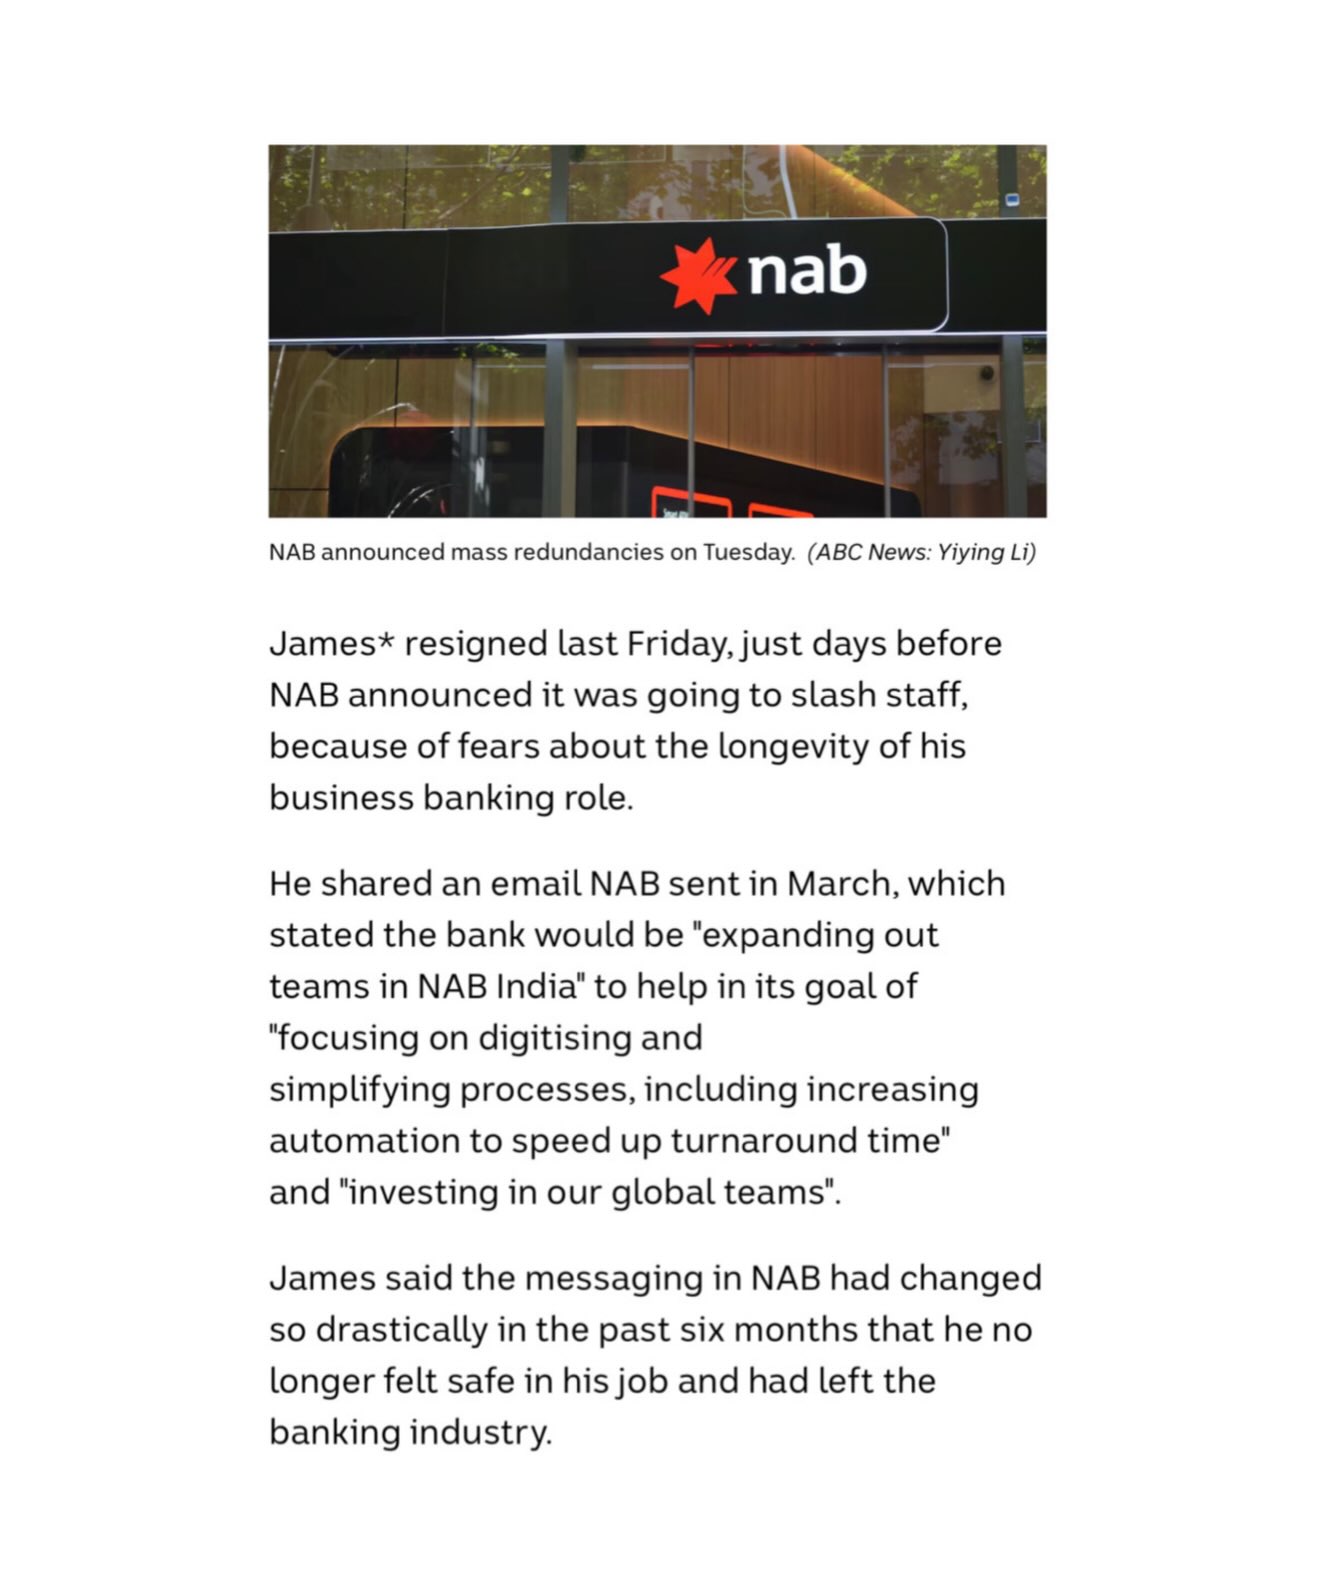 nab
NAB announced mass redundancies on Tuesday. (ABC News: Yiying Li)
James* resigned last Friday, just days before
NAB announced it was going to slash staff,
because of fears about the longevity of his
business banking role.
He shared an email NAB sent in March, which
stated the bank would be "expanding out
teams in NAB India" to help in its goal of
"focusing on digitising and
simplifying processes, including increasing
automation to speed up turnaround time"
and "investing in our global teams".
James said the messaging in NAB had changed
so drastically in the past six months that he no
longer felt safe in his job and had left the
banking industry.